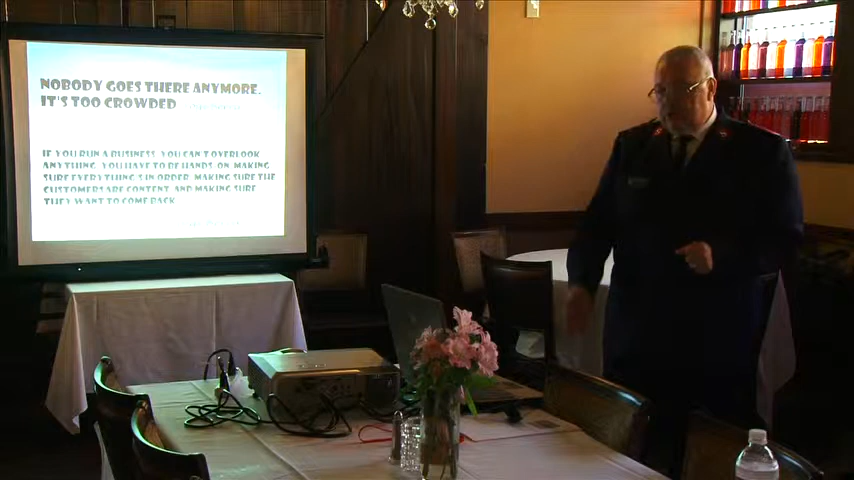 NOBODY GOES THERE ANYMORE.
IT'S TOO CROWDED
IF YOU RUN A BUSINESS, YOU CAN'T OVERLOOK
ANYTHING. YOU HAVE TO BE HANDS-ON, MAKING
SURE EVERYTHING'S IN ORDER, MAKING SURE THE
CUSTOMERS ARE CONTENT, AND MAKING SURE
THEY WANT TO COME BACK